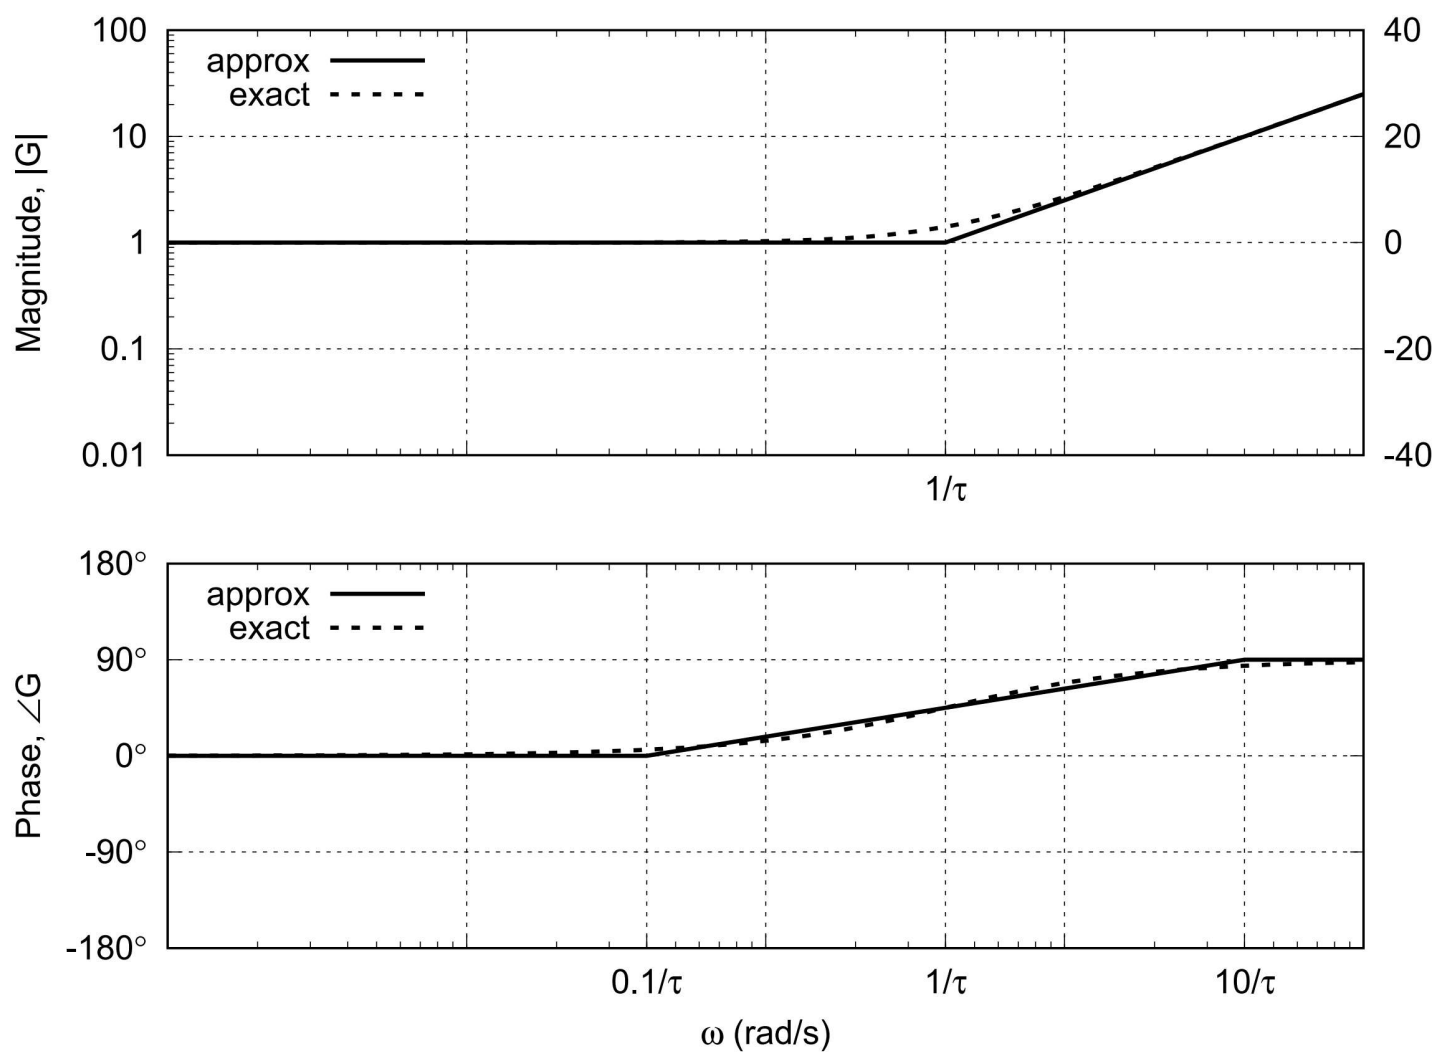 100
40
approx
exact
10
20
Magnitude, |G|
1
0
0.1
-20
0.01
-40
1/τ
180°
approx
exact
90°
Phase, ∠G
0°
-90°
-180°
0.1/τ
1/τ
10/τ
ω (rad/s)